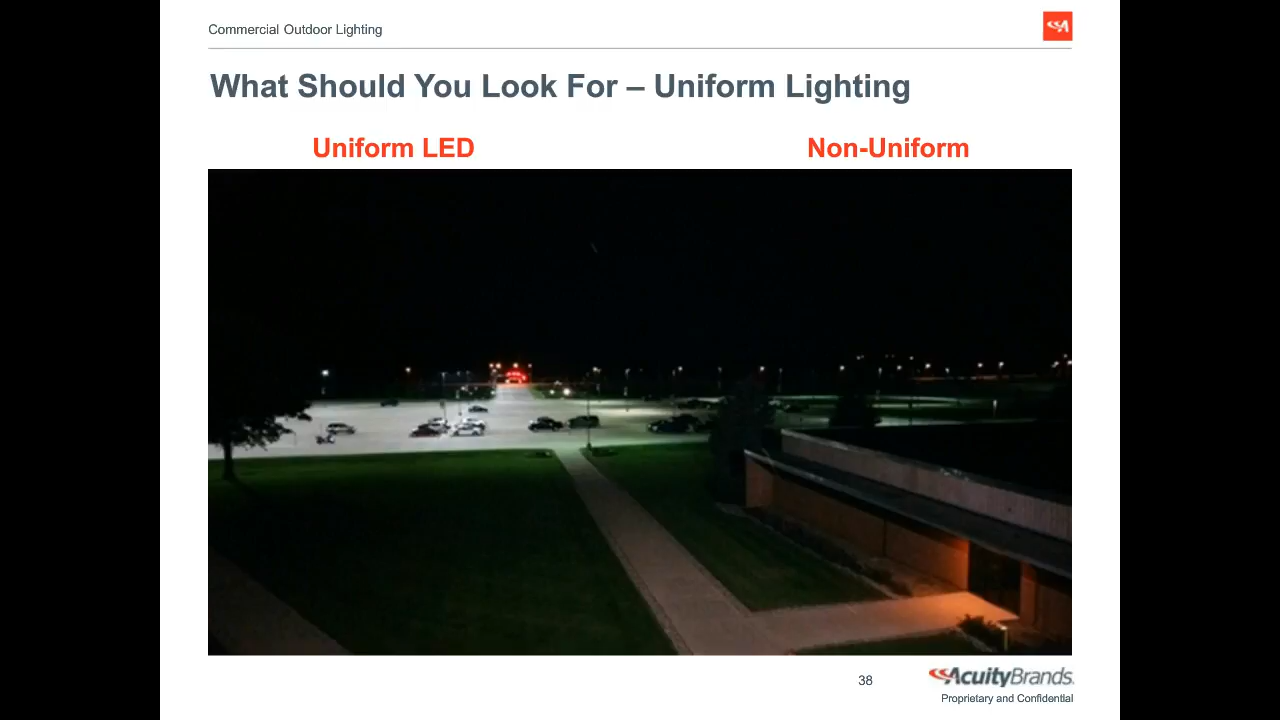 Commercial Outdoor Lighting
What Should You Look For – Uniform Lighting
Uniform LED
Non-Uniform
38
AcuityBrands.
Proprietary and Confidential